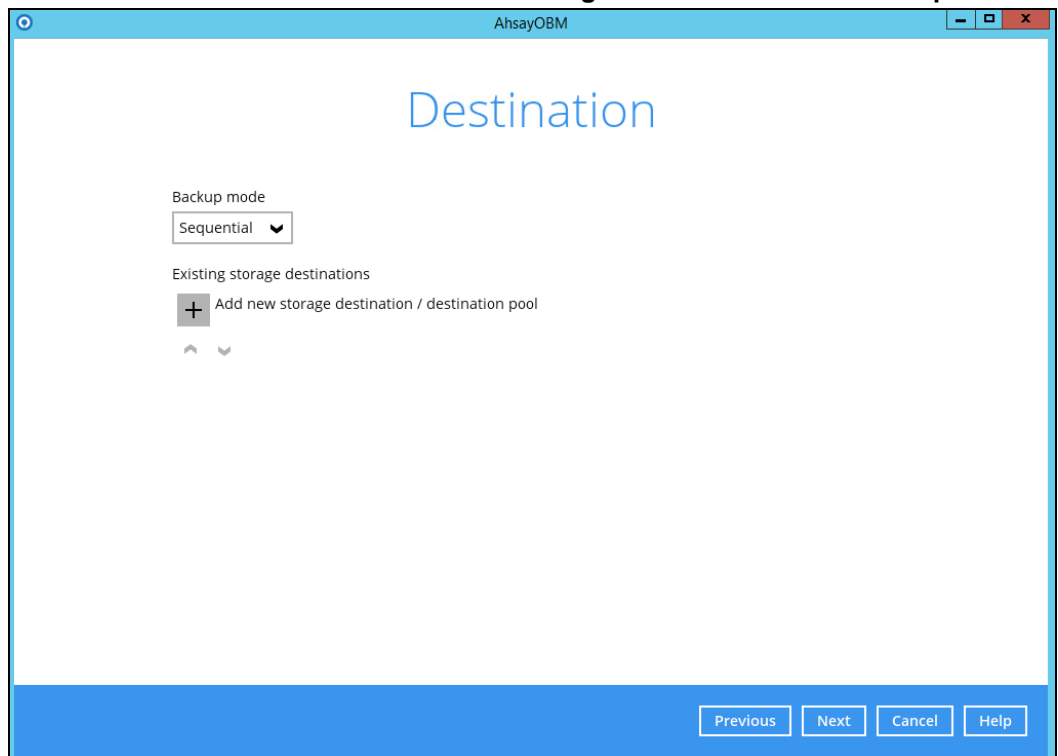 AhsayOBM
Destination
Backup mode
Sequential
Existing storage destinations
Add new storage destination / destination pool
Previous Next Cancel Help